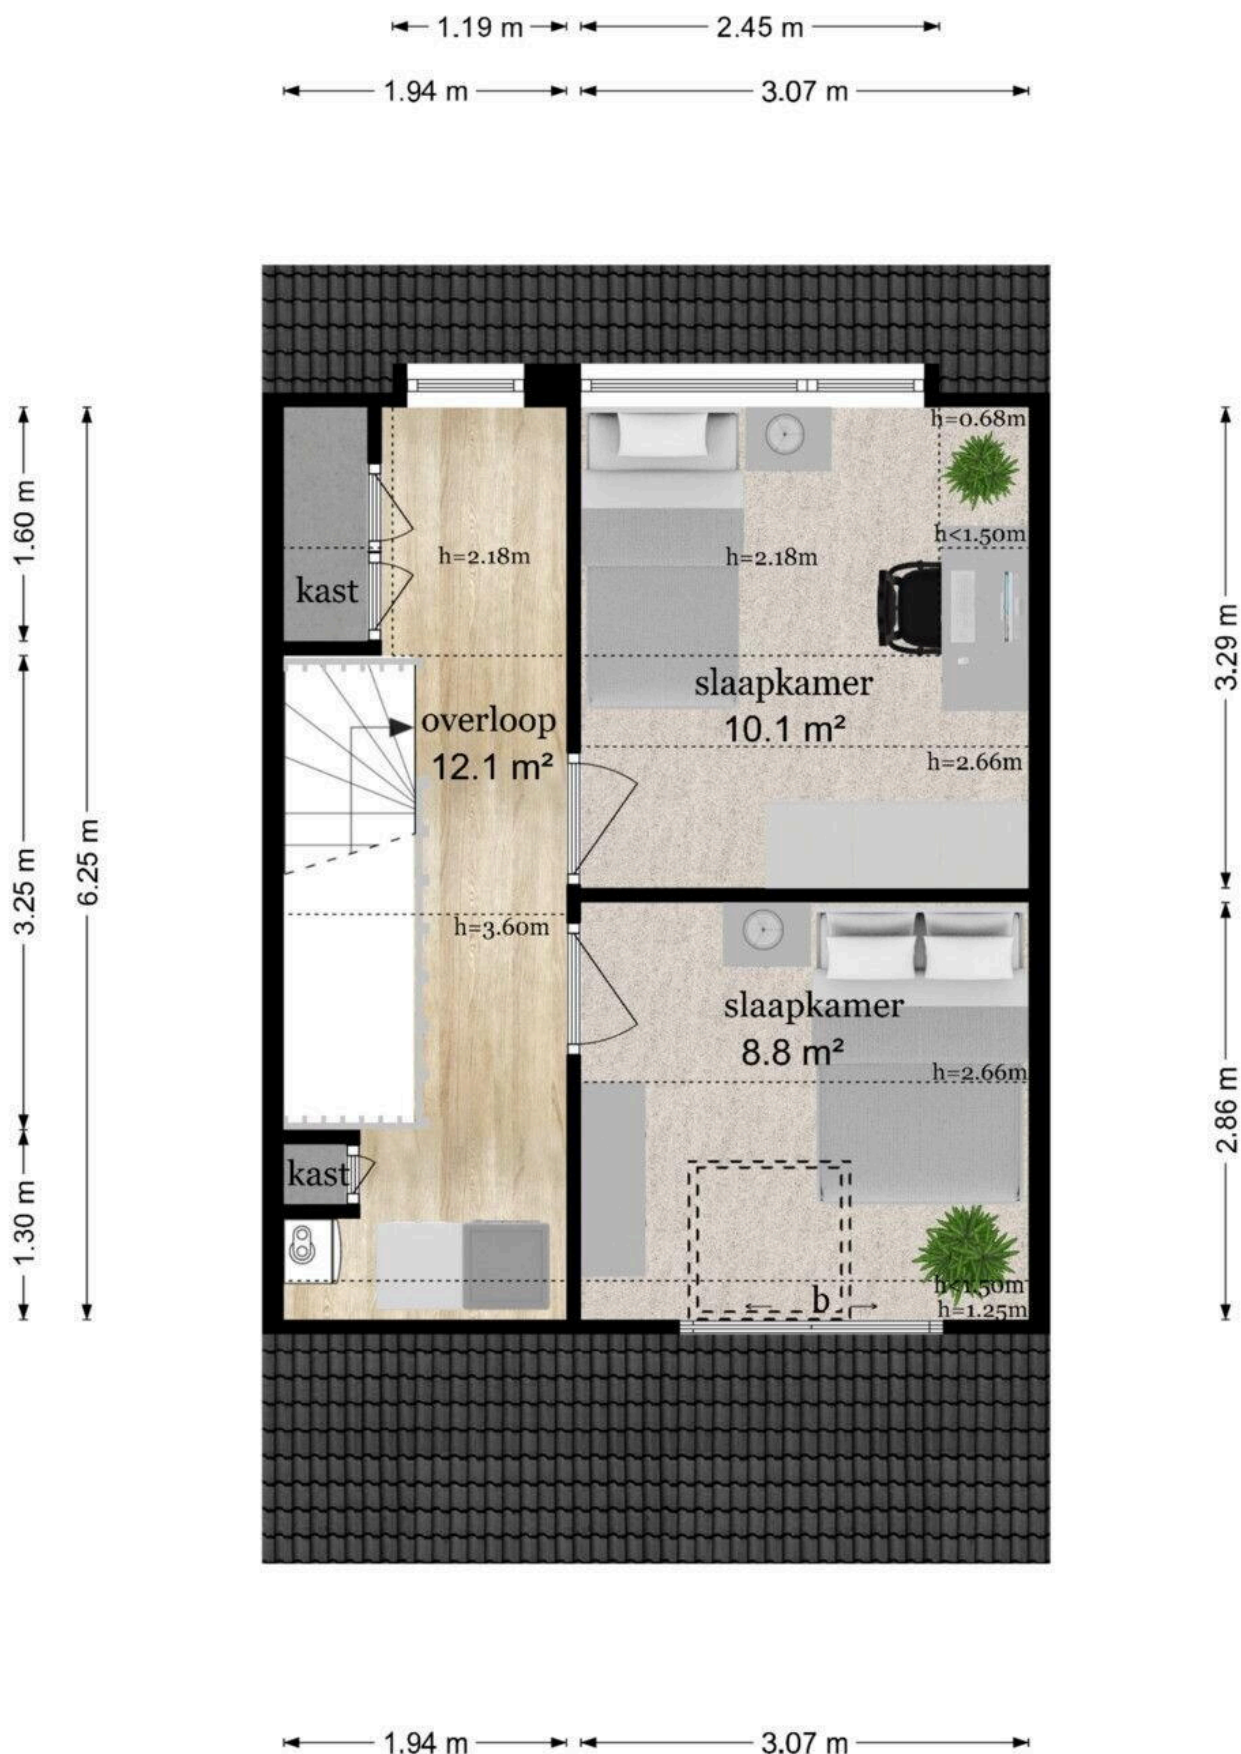 1.19 m
2.45 m
1.94 m
3.07 m
h=0.68m
1.60 m
h<1.50m
h=2.18m
h=2.18m
kast
3.29 m
slaapkamer
10.1 m²
overloop
12.1 m²
h=2.66m
6.25 m
3.25 m
h=3.60m
slaapkamer
8.8 m²
h=2.66m
2.86 m
kast
1.30 m
h<1.50m
b
h=1.25m
1.94 m
3.07 m